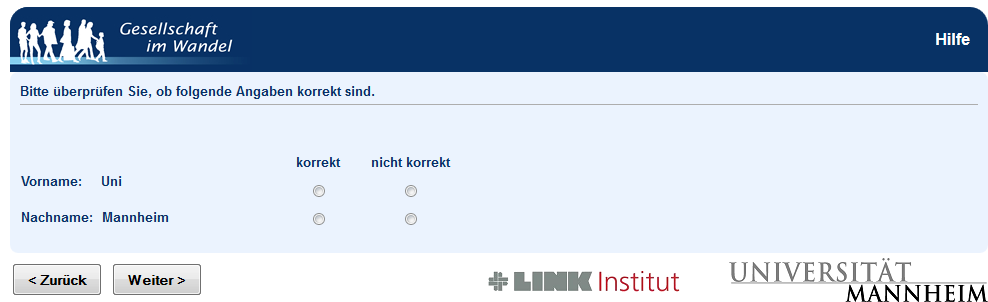 Gesellschaft
im Wandel
Hilfe
Bitte überprüfen Sie, ob folgende Angaben korrekt sind.
korrekt nicht korrekt
Vorname: Uni
Nachname: Mannheim
< Zurück Weiter >
LINK Institut
UNIVERSITÄT
MANNHEIM